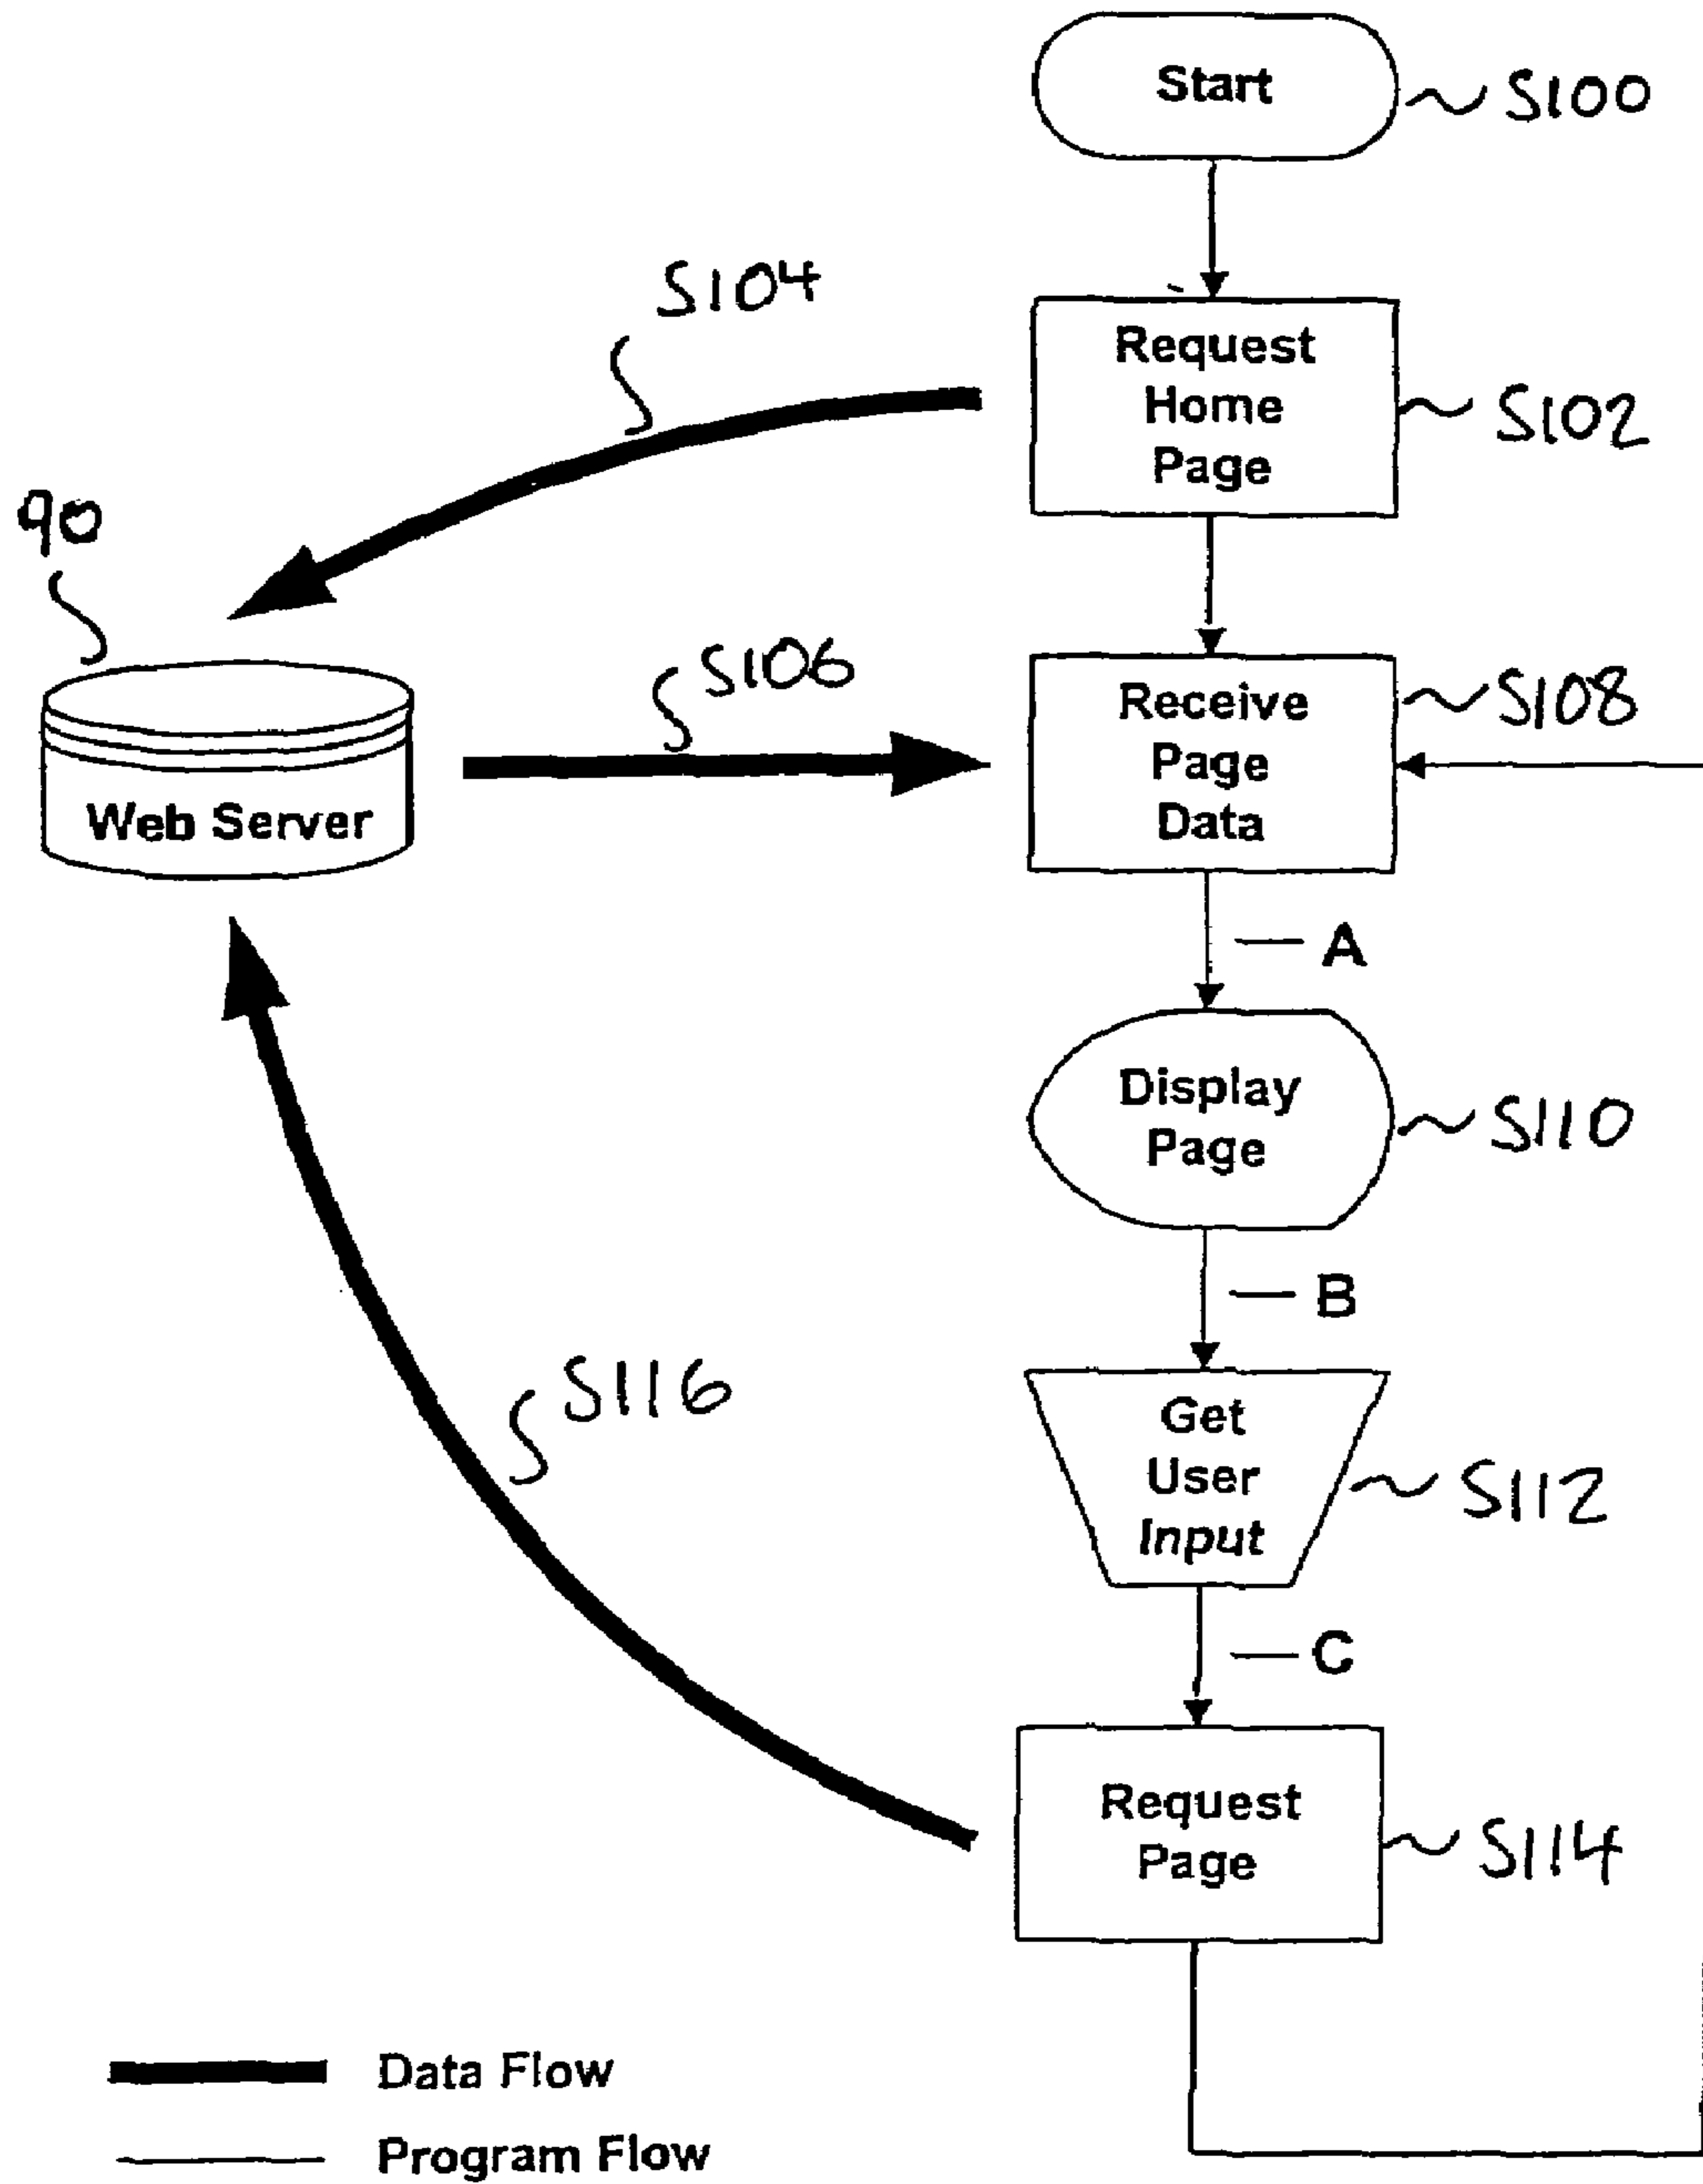 Start
S100
S104
Request
Home
Page
S102
90
S106
Receive
Page
Data
S108
Web Server
A
Display
Page
S110
B
S116
Get
User
Input
S112
C
Request
Page
S114
Data Flow
Program Flow